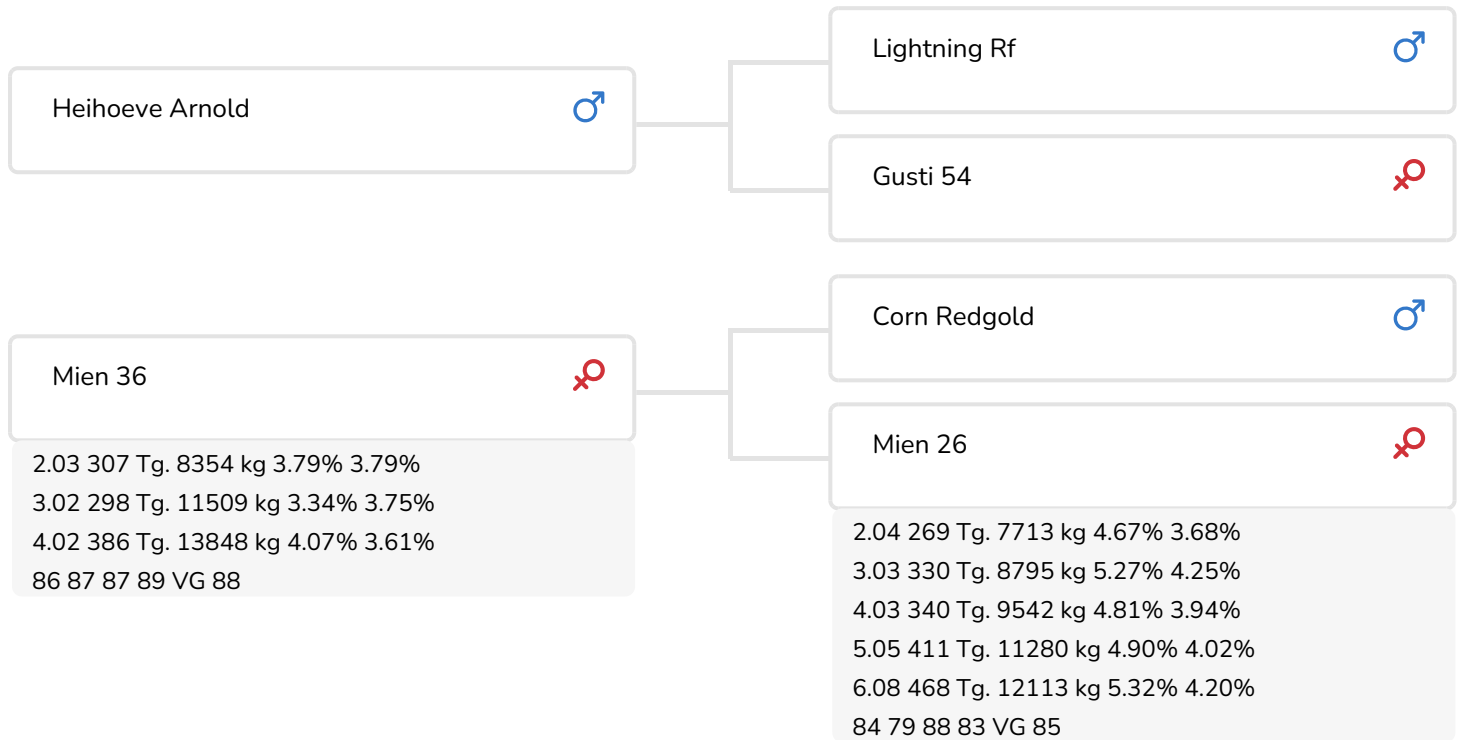 Heihoeve Arnold
Lightning Rf
Gusti 54
Mien 36
2.03 307 Tg. 8354 kg 3.79% 3.79%
3.02 298 Tg. 11509 kg 3.34% 3.75%
4.02 386 Tg. 13848 kg 4.07% 3.61%
86 87 87 89 VG 88
Corn Redgold
Mien 26
2.04 269 Tg. 7713 kg 4.67% 3.68%
3.03 330 Tg. 8795 kg 5.27% 4.25%
4.03 340 Tg. 9542 kg 4.81% 3.94%
5.05 411 Tg. 11280 kg 4.90% 4.02%
6.08 468 Tg. 12113 kg 5.32% 4.20%
84 79 88 83 VG 85